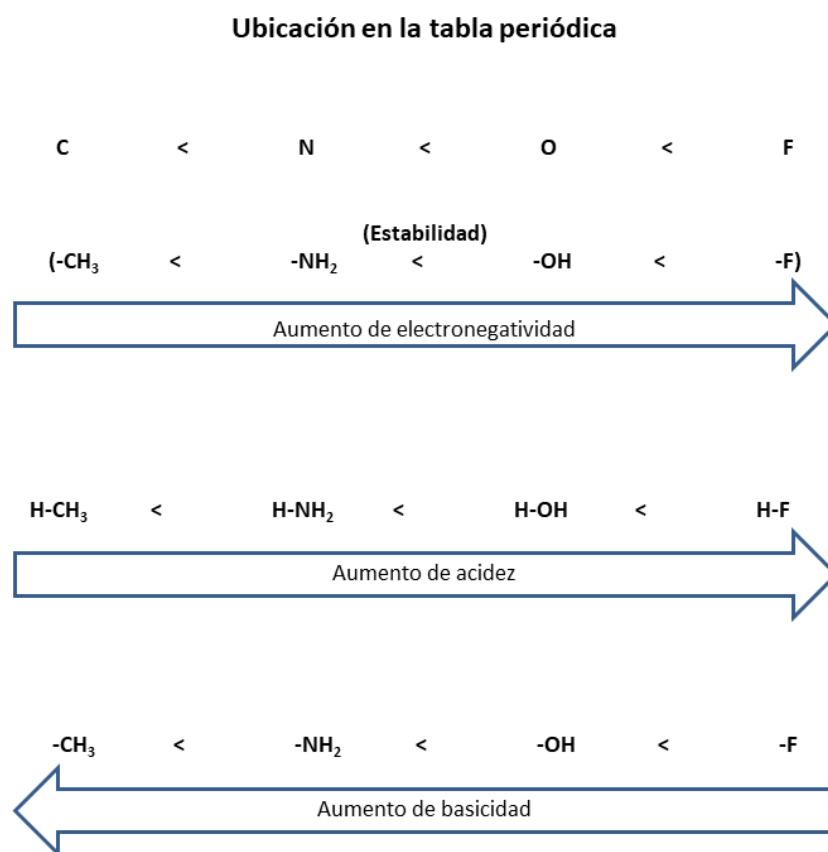 Ubicación en la tabla periódica
C < N < O < F
(Estabilidad)
(-CH₃ < -NH₂ < -OH < -F)
Aumento de electronegatividad
H-CH₃ < H-NH₂ < H-OH < H-F
Aumento de acidez
-CH₃ < -NH₂ < -OH < -F
Aumento de basicidad